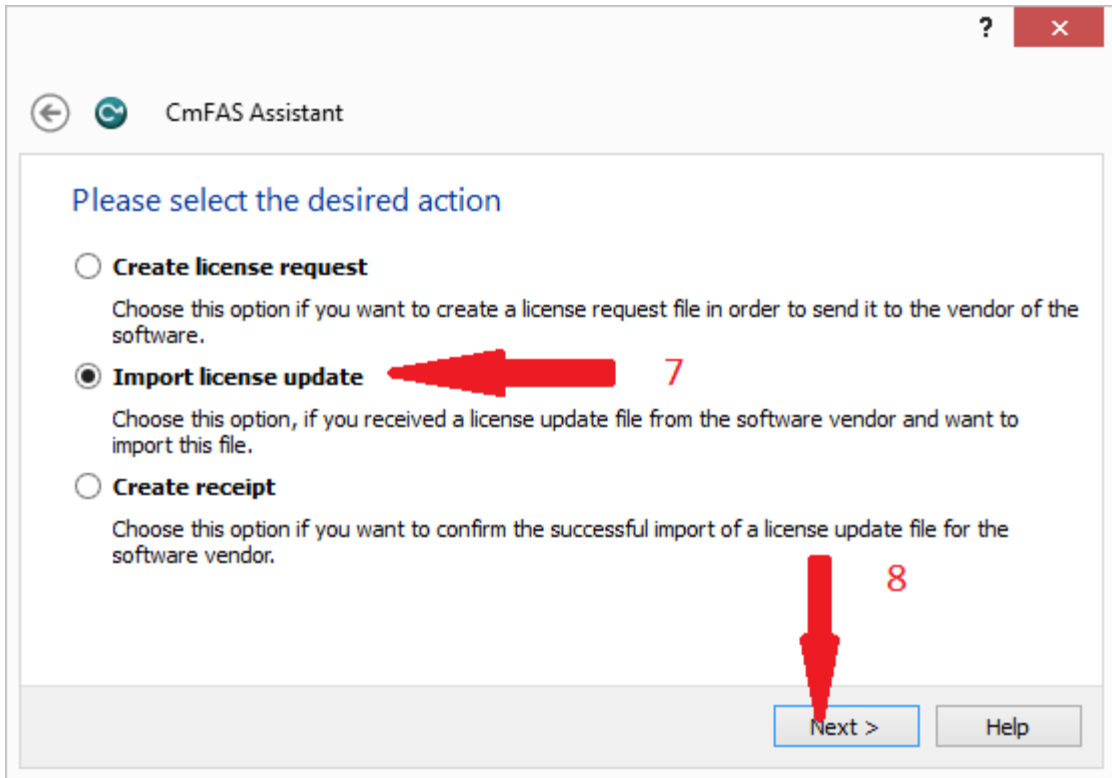 ?
CmFAS Assistant
Please select the desired action
Create license request
Choose this option if you want to create a license request file in order to send it to the vendor of the
software.
Import license update
7
Choose this option, if you received a license update file from the software vendor and want to
import this file.
Create receipt
Choose this option if you want to confirm the successful import of a license update file for the
software vendor.
8
Next >
Help